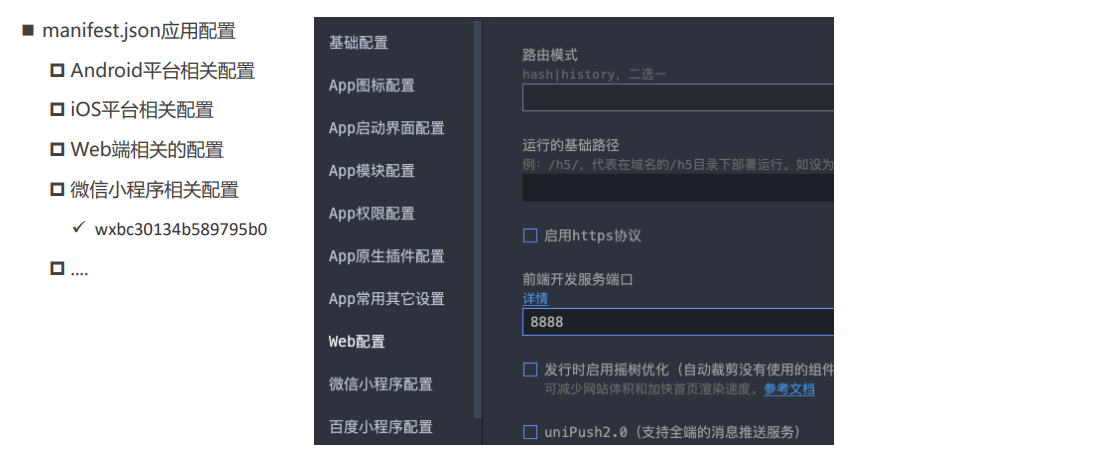 manifest.json应用配置
Android平台相关配置
iOS平台相关配置
Web端相关的配置
微信小程序相关配置
wxbc30134b589795b0
....
基础配置
App图标配置
App启动界面配置
App模块配置
App权限配置
App原生插件配置
App常用其它设置
Web配置
微信小程序配置
百度小程序配置
路由模式
hash|history，二选一
运行的基础路径
例：/h5/，代表在域名的/h5目录下部署运行。如设为
启用https协议
前端开发服务端口
详情
8888
发行时启用摇树优化（自动裁剪没有使用的组件
可减少网站体积和加快首页渲染速度。参考文档
uniPush2.0（支持全端的消息推送服务）